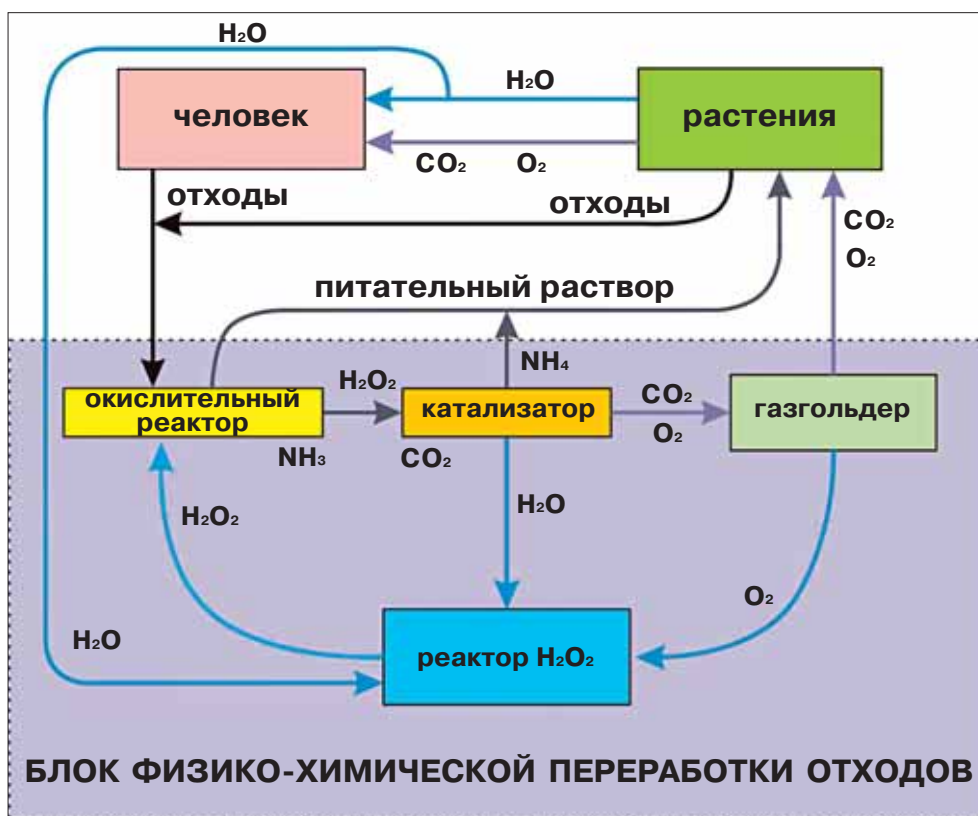 H₂O
H₂O
человек
растения
CO₂ O₂
отходы
отходы
CO₂
O₂
питательный раствор
NH₄
H₂O₂
окислительный
реактор
катализатор
CO₂
O₂
газгольдер
NH₃
CO₂
H₂O₂
H₂O
O₂
H₂O
реактор H₂O₂
БЛОК ФИЗИКО-ХИМИЧЕСКОЙ ПЕРЕРАБОТКИ ОТХОДОВ